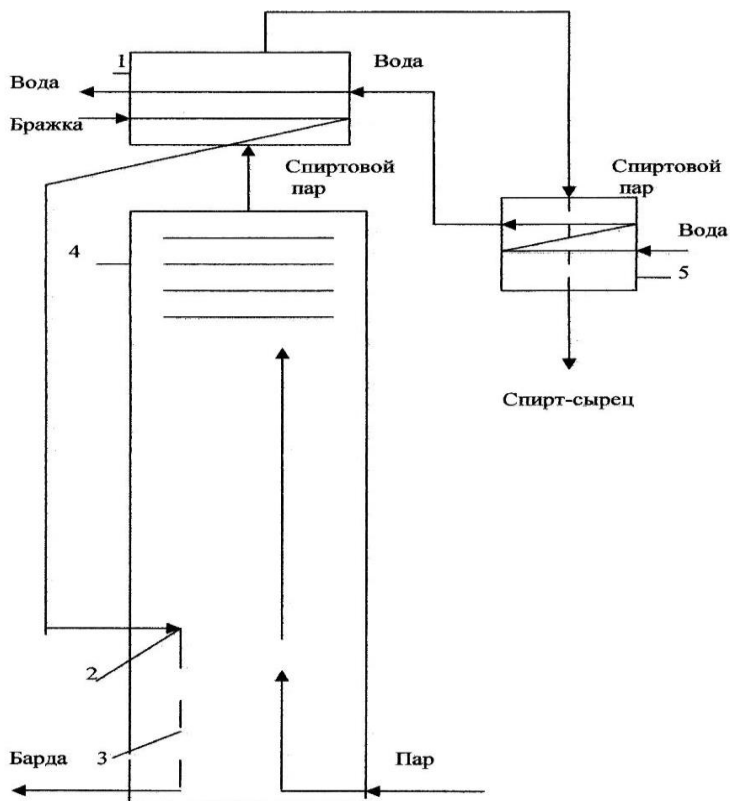 1
Вода
Вода
Бражка
Спиртовой
пар
Спиртовой
пар
Вода
4
5
Спирт-сырец
2
3
Барда
Пар